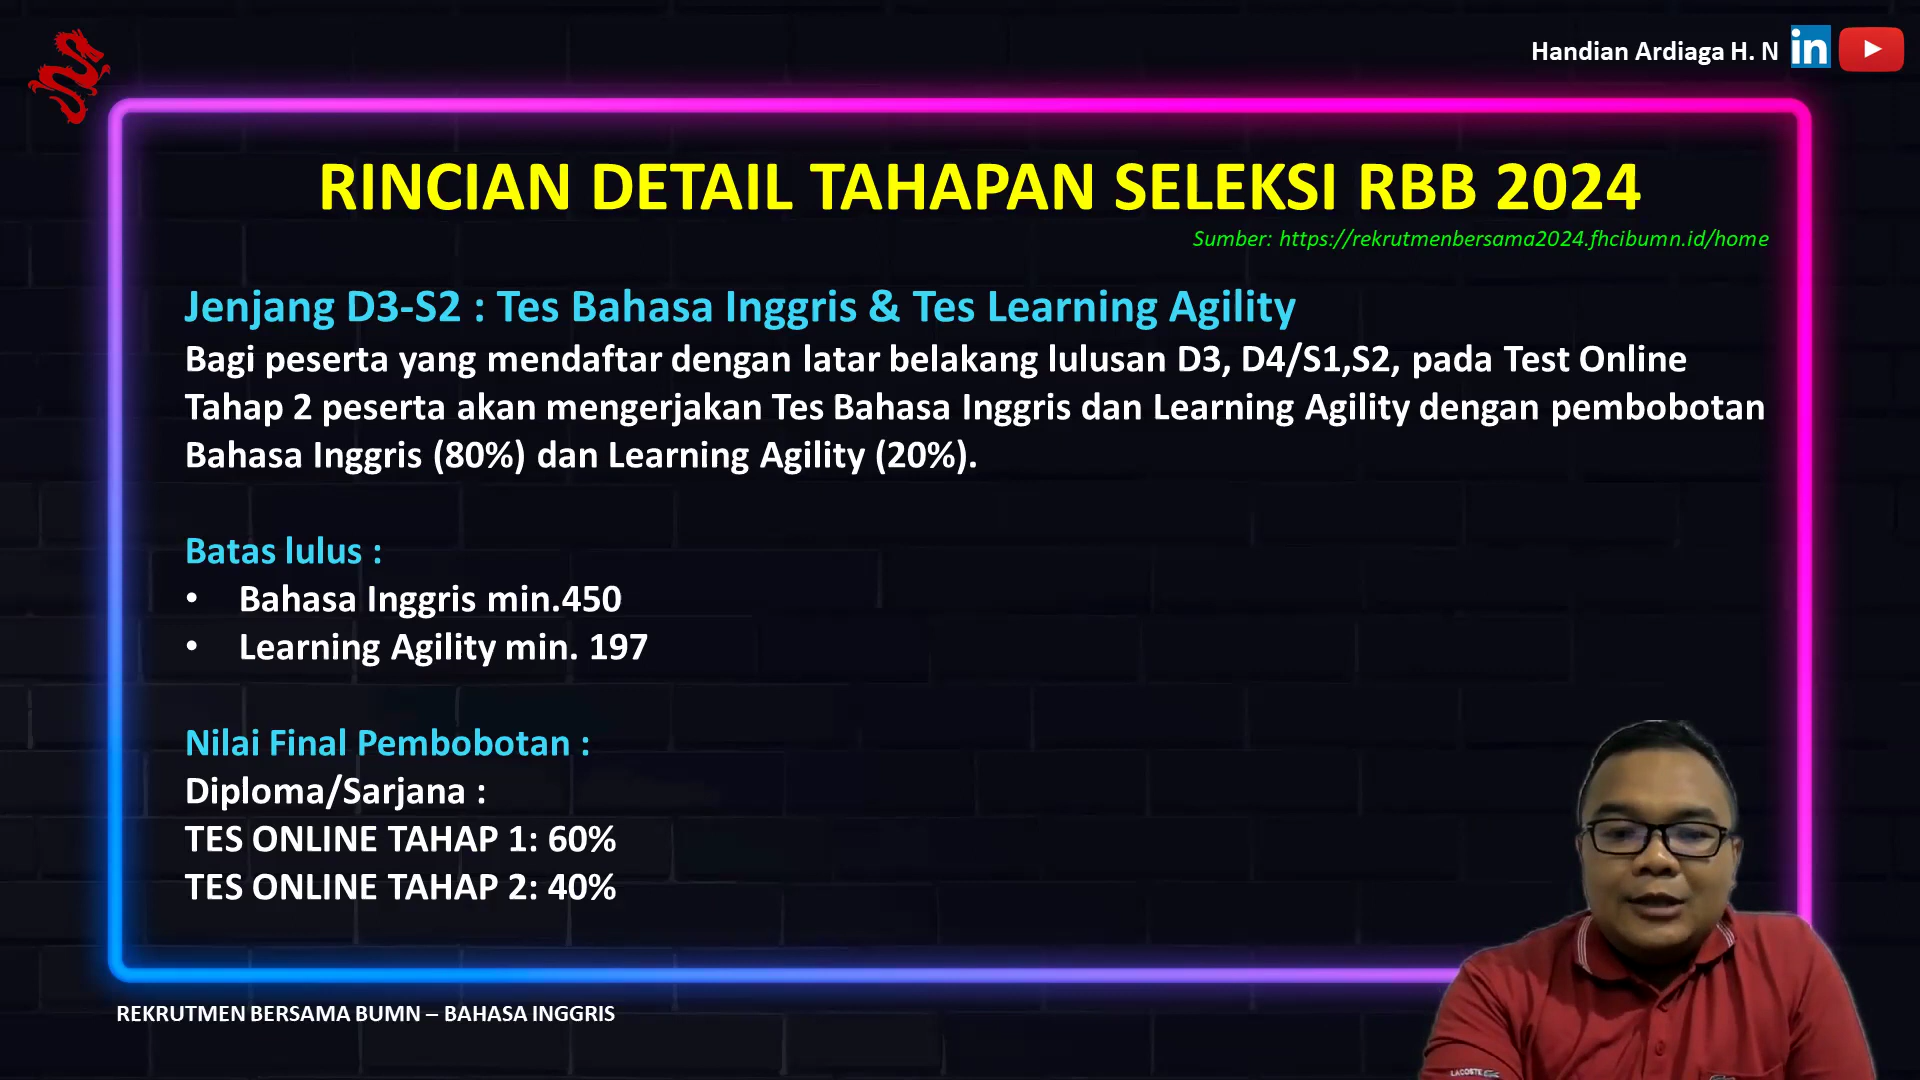 Handian Ardiaga H. N
in
RINCIAN DETAIL TAHAPAN SELEKSI RBB 2024
Sumber: https://rekrutmenbersama2024.fhcibumn.id/home
Jenjang D3-S2 : Tes Bahasa Inggris & Tes Learning Agility
Bagi peserta yang mendaftar dengan latar belakang lulusan D3, D4/S1,S2, pada Test Online
Tahap 2 peserta akan mengerjakan Tes Bahasa Inggris dan Learning Agility dengan pembobotan
Bahasa Inggris (80%) dan Learning Agility (20%).
Batas lulus :
• Bahasa Inggris min.450
• Learning Agility min. 197
Nilai Final Pembobotan :
Diploma/Sarjana :
TES ONLINE TAHAP 1: 60%
TES ONLINE TAHAP 2: 40%
REKRUTMEN BERSAMA BUMN – BAHASA INGGRIS
LACOSTE